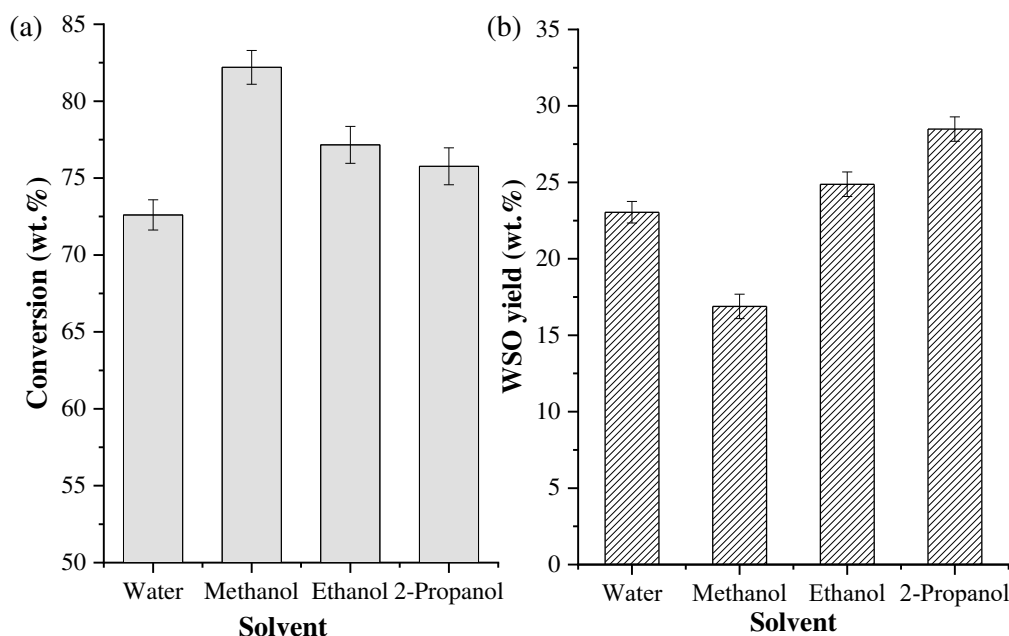 (a)
Conversion (wt.%)
85
80
75
70
65
60
55
50
Water Methanol Ethanol 2-Propanol
Solvent
(b)
WSO yield (wt.%)
35
30
25
20
15
10
5
0
Water Methanol Ethanol 2-Propanol
Solvent